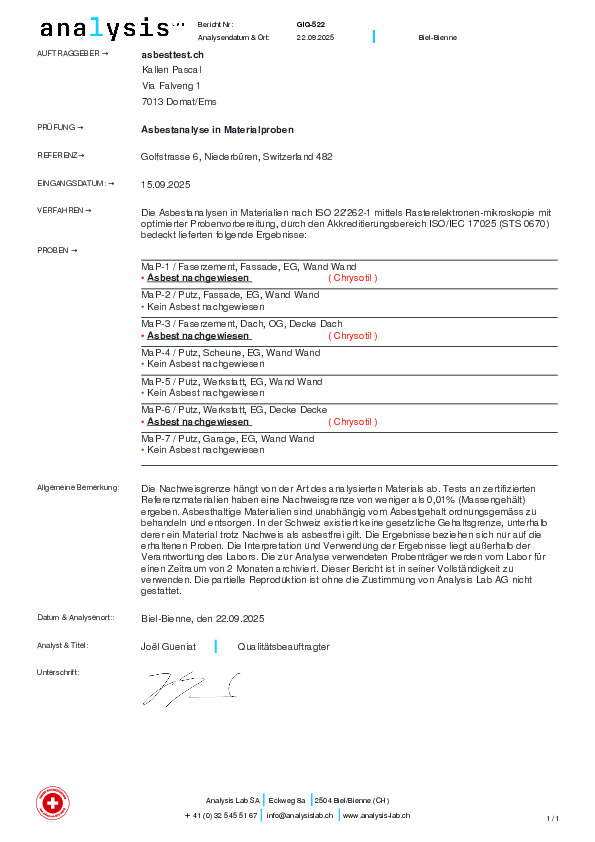 analysis
Bericht Nr: GIQ-522
Analysendatum & Ort: 22.09.2025 Biel-Bienne
AUFTRAGGEBER → asbesttest.ch
Kallen Pascal
Via Falveng 1
7013 Domat/Ems
PRÜFUNG → Asbestanalyse in Materialproben
REFERENZ→ Golfstrasse 6, Niederbüren, Switzerland 482
EINGANGSDATUM: → 15.09.2025
VERFAHREN → Die Asbestanalysen in Materialien nach ISO 22'262-1 mittels Rasterelektronen-mikroskopie mit
optimierter Probenvorbereitung, durch den Akkreditierungsbereich ISO/IEC 17025 (STS 0670)
bedeckt lieferten folgende Ergebnisse:
PROBEN →
MaP-1 / Faserzement, Fassade, EG, Wand Wand
• Asbest nachgewiesen ( Chrysotil )
MaP-2 / Putz, Fassade, EG, Wand Wand
• Kein Asbest nachgewiesen
MaP-3 / Faserzement, Dach, OG, Decke Dach
• Asbest nachgewiesen ( Chrysotil )
MaP-4 / Putz, Scheune, EG, Wand Wand
• Kein Asbest nachgewiesen
MaP-5 / Putz, Werkstatt, EG, Wand Wand
• Kein Asbest nachgewiesen
MaP-6 / Putz, Werkstatt, EG, Decke Decke
• Asbest nachgewiesen ( Chrysotil )
MaP-7 / Putz, Garage, EG, Wand Wand
• Kein Asbest nachgewiesen
Allgemeine Bemerkung: Die Nachweisgrenze hängt von der Art des analysierten Materials ab. Tests an zertifizierten
Referenzmaterialien haben eine Nachweisgrenze von weniger als 0,01% (Massengehält)
ergeben. Asbesthaltige Materialien sind unabhängig vom Asbestgehalt ordnungsgemäss zu
behandeln und entsorgen. In der Schweiz existiert keine gesetzliche Gehaltsgrenze, unterhalb
derer ein Material trotz Nachweis als asbestfrei gilt. Die Ergebnisse beziehen sich nur auf die
erhaltenen Proben. Die Interpretation und Verwendung der Ergebnisse liegt außerhalb der
Verantwortung des Labors. Die zur Analyse verwendeten Probenträger werden vom Labor für
einen Zeitraum von 2 Monaten archiviert. Dieser Bericht ist in seiner Vollständigkeit zu
verwenden. Die partielle Reproduktion ist ohne die Zustimmung von Analysis Lab AG nicht
gestattet.
Datum & Analysenort:: Biel-Bienne, den 22.09.2025
Analyst & Titel: Joël Gueniat Qualitätsbeauftragter
Unterschrift:
Analysis Lab SA Eckweg 8a 2504 Biel/Bienne (CH)
+ 41 (0) 32 545 51 67 info@analysislab.ch www.analysis-lab.ch
1 / 1